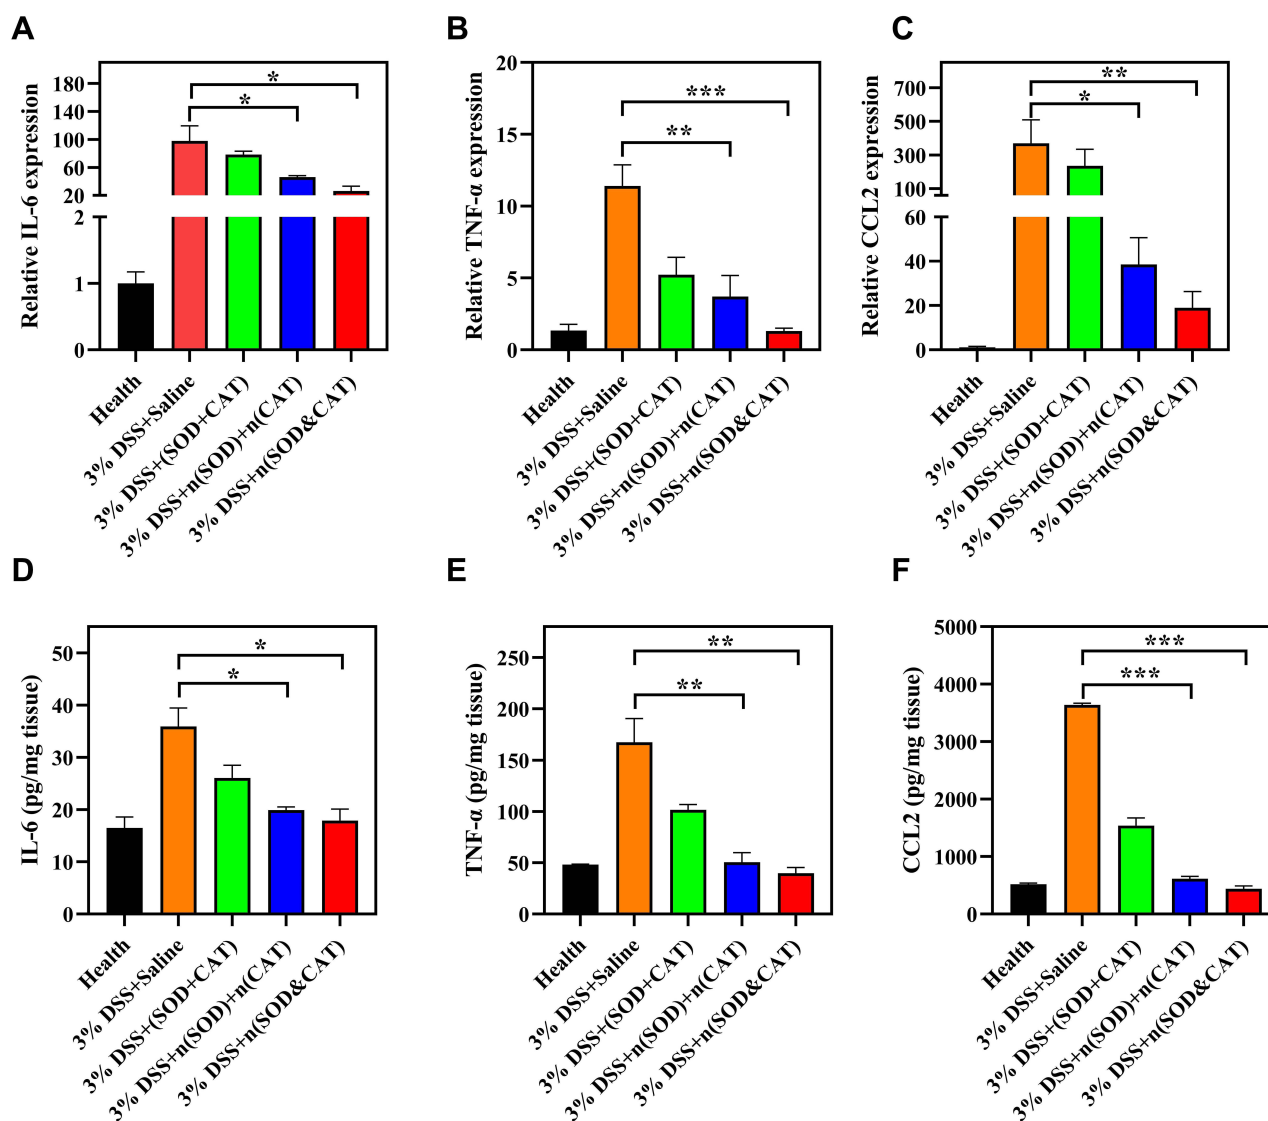 A
Relative IL-6 expression
180
140
100
60
20
2
1
0
*
*
Health
3% DSS+Saline
3% DSS+(SOD+CAT)
3% DSS+n(SOD)+n(CAT)
3% DSS+n(SOD&CAT)
B
Relative TNF-α expression
20
15
10
5
0
***
**
Health
3% DSS+Saline
3% DSS+(SOD+CAT)
3% DSS+n(SOD)+n(CAT)
3% DSS+n(SOD&CAT)
C
Relative CCL2 expression
700
500
300
100
60
40
20
0
**
*
Health
3% DSS+Saline
3% DSS+(SOD+CAT)
3% DSS+n(SOD)+n(CAT)
3% DSS+n(SOD&CAT)
D
IL-6 (pg/mg tissue)
50
40
30
20
10
0
*
*
Health
3% DSS+Saline
3% DSS+(SOD+CAT)
3% DSS+n(SOD)+n(CAT)
3% DSS+n(SOD&CAT)
E
TNF-α (pg/mg tissue)
250
200
150
100
50
0
**
**
Health
3% DSS+Saline
3% DSS+(SOD+CAT)
3% DSS+n(SOD)+n(CAT)
3% DSS+n(SOD&CAT)
F
CCL2 (pg/mg tissue)
5000
4000
3000
2000
1000
0
***
***
Health
3% DSS+Saline
3% DSS+(SOD+CAT)
3% DSS+n(SOD)+n(CAT)
3% DSS+n(SOD&CAT)